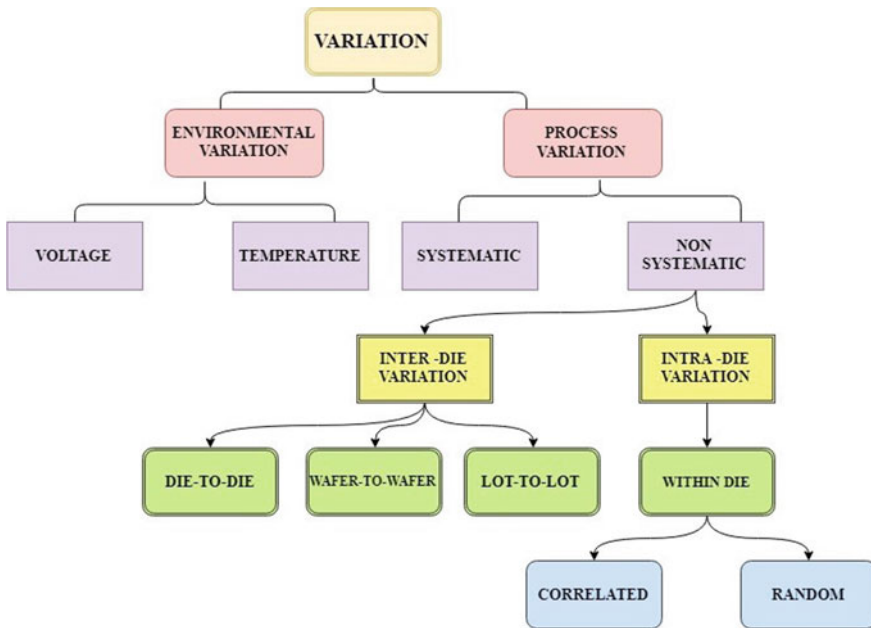 VARIATION
ENVIRONMENTAL
VARIATION
PROCESS
VARIATION
VOLTAGE
TEMPERATURE
SYSTEMATIC
NON
SYSTEMATIC
INTER -DIE
VARIATION
INTRA -DIE
VARIATION
DIE-TO-DIE
WAFER-TO-WAFER
LOT-TO-LOT
WITHIN DIE
CORRELATED
RANDOM